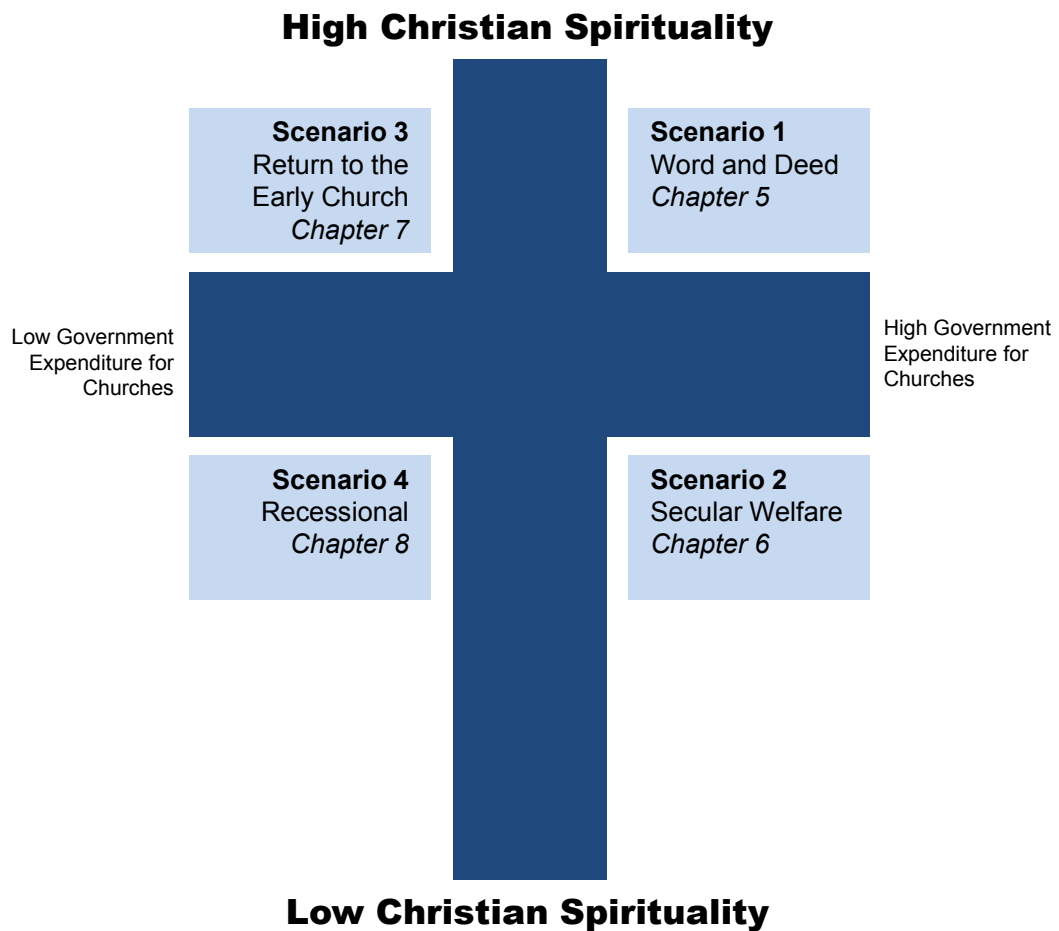 High Christian Spirituality
Scenario 3
Return to the
Early Church
Chapter 7
Scenario 1
Word and Deed
Chapter 5
Low Government
Expenditure for
Churches
High Government
Expenditure for
Churches
Scenario 4
Recessional
Chapter 8
Scenario 2
Secular Welfare
Chapter 6
Low Christian Spirituality